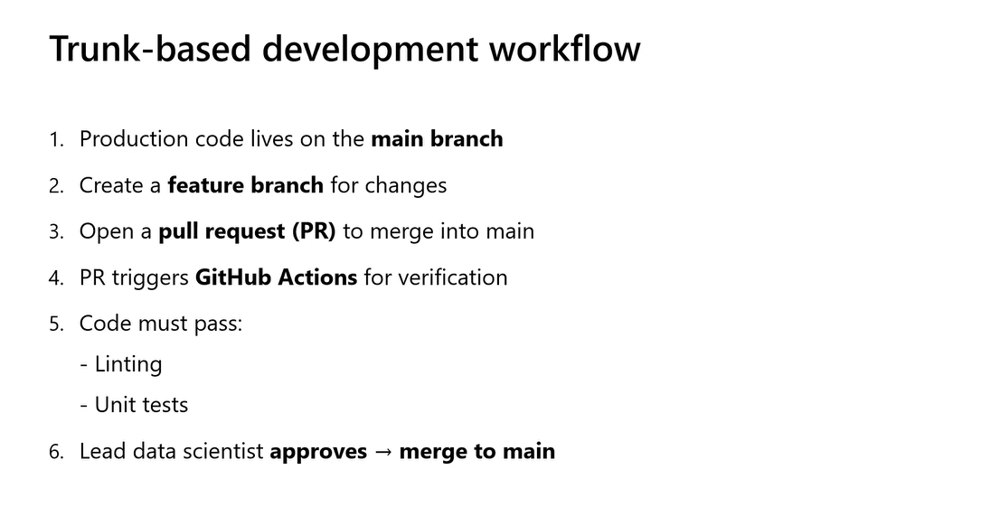 Trunk-based development workflow
1. Production code lives on the main branch
2. Create a feature branch for changes
3. Open a pull request (PR) to merge into main
4. PR triggers GitHub Actions for verification
5. Code must pass:
- Linting
- Unit tests
6. Lead data scientist approves → merge to main